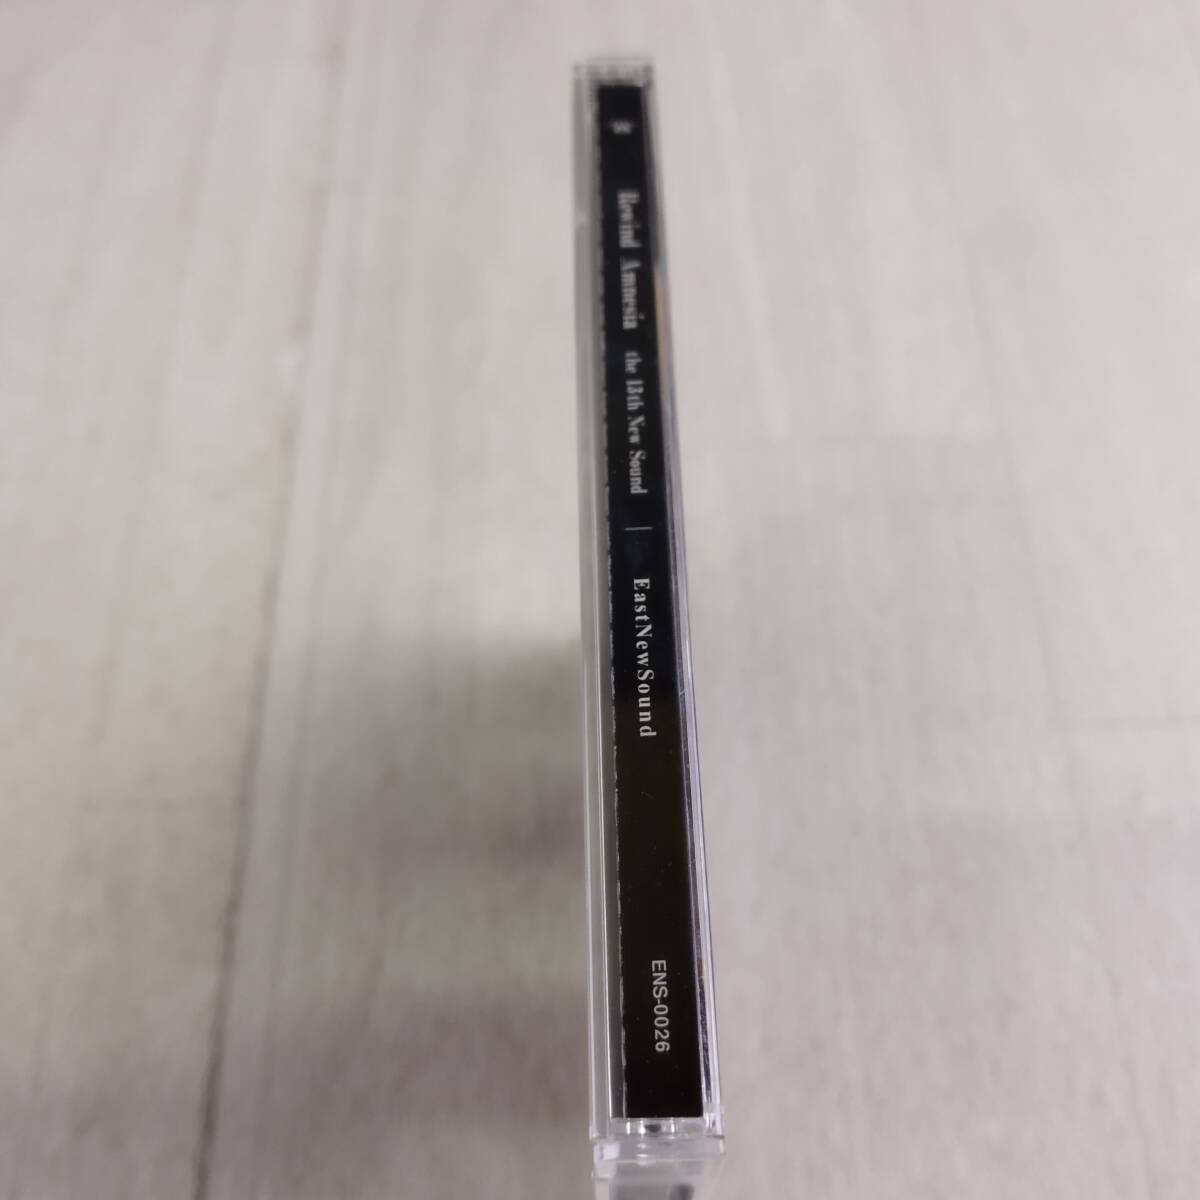 Rewind Amnesia the 13th New Sound | EastNewSound
ENS-0026